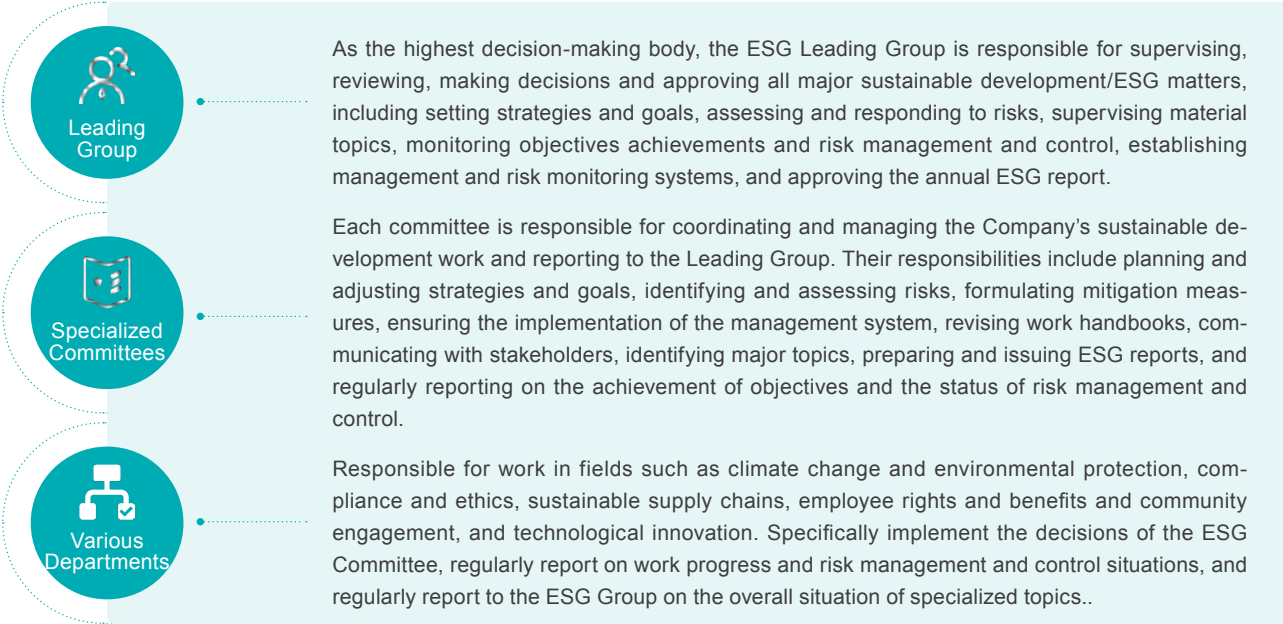 Leading
Group
As the highest decision-making body, the ESG Leading Group is responsible for supervising,
reviewing, making decisions and approving all major sustainable development/ESG matters,
including setting strategies and goals, assessing and responding to risks, supervising material
topics, monitoring objectives achievements and risk management and control, establishing
management and risk monitoring systems, and approving the annual ESG report.
Specialized
Committees
Each committee is responsible for coordinating and managing the Company's sustainable de-
velopment work and reporting to the Leading Group. Their responsibilities include planning and
adjusting strategies and goals, identifying and assessing risks, formulating mitigation meas-
ures, ensuring the implementation of the management system, revising work handbooks, com-
municating with stakeholders, identifying major topics, preparing and issuing ESG reports, and
regularly reporting on the achievement of objectives and the status of risk management and
control.
Various
Departments
Responsible for work in fields such as climate change and environmental protection, com-
pliance and ethics, sustainable supply chains, employee rights and benefits and community
engagement, and technological innovation. Specifically implement the decisions of the ESG
Committee, regularly report on work progress and risk management and control situations, and
regularly report to the ESG Group on the overall situation of specialized topics..